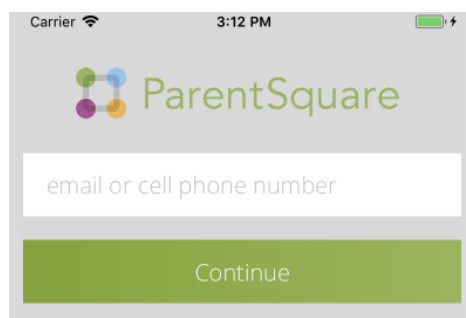 Carrier 3:12 PM
ParentSquare
email or cell phone number
Continue